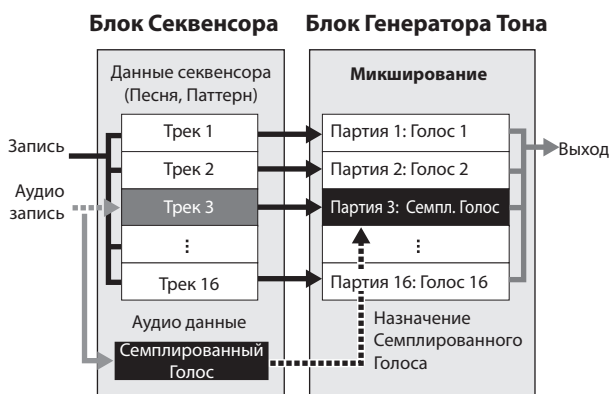 Блок Секвенсора
Блок Генератора Тона
Данные секвенсора
(Песня, Паттерн)
Микширование
Запись
Аудио
запись
Трек 1
Трек 2
Трек 3
⋮
Трек 16
Партия 1: Голос 1
Партия 2: Голос 2
Партия 3: Семпл. Голос
⋮
Партия 16: Голос 16
Выход
Аудио данные
Семплированный
Голос
Назначение
Семплированного
Голоса